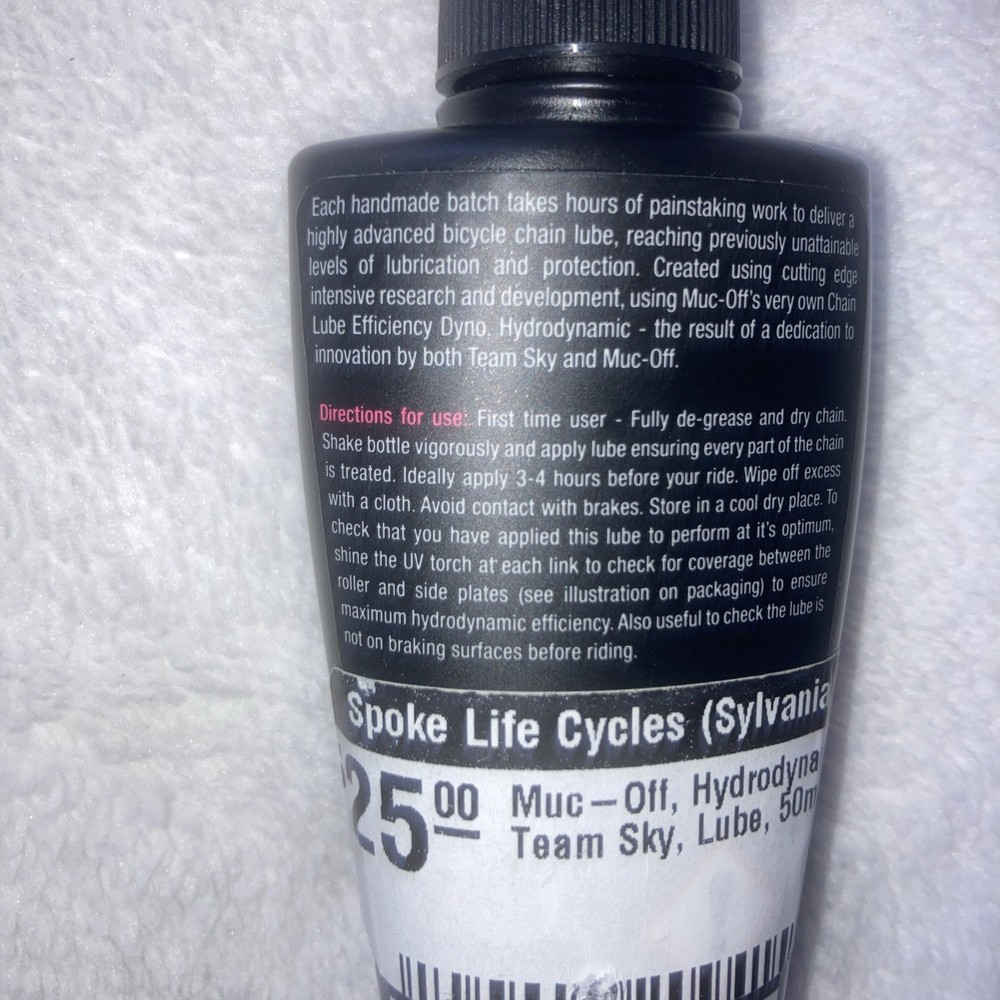 Each handmade batch takes hours of painstaking work to deliver a
highly advanced bicycle chain lube, reaching previously unattainable
levels of lubrication and protection. Created using cutting edge
intensive research and development, using Muc-Off's very own Chain
Lube Efficiency Dyno. Hydrodynamic - the result of a dedication to
innovation by both Team Sky and Muc-Off.
Directions for use: First time user - Fully de-grease and dry chain.
Shake bottle vigorously and apply lube ensuring every part of the chain
is treated. Ideally apply 3-4 hours before your ride. Wipe off excess
with a cloth. Avoid contact with brakes. Store in a cool dry place. To
check that you have applied this lube to perform at it's optimum,
shine the UV torch at each link to check for coverage between the
roller and side plates (see illustration on packaging) to ensure
maximum hydrodynamic efficiency. Also useful to check the lube is
not on braking surfaces before riding.
Spoke Life Cycles (Sylvania
25 00
Muc-Off, Hydrodyna
Team Sky, Lube, 50m